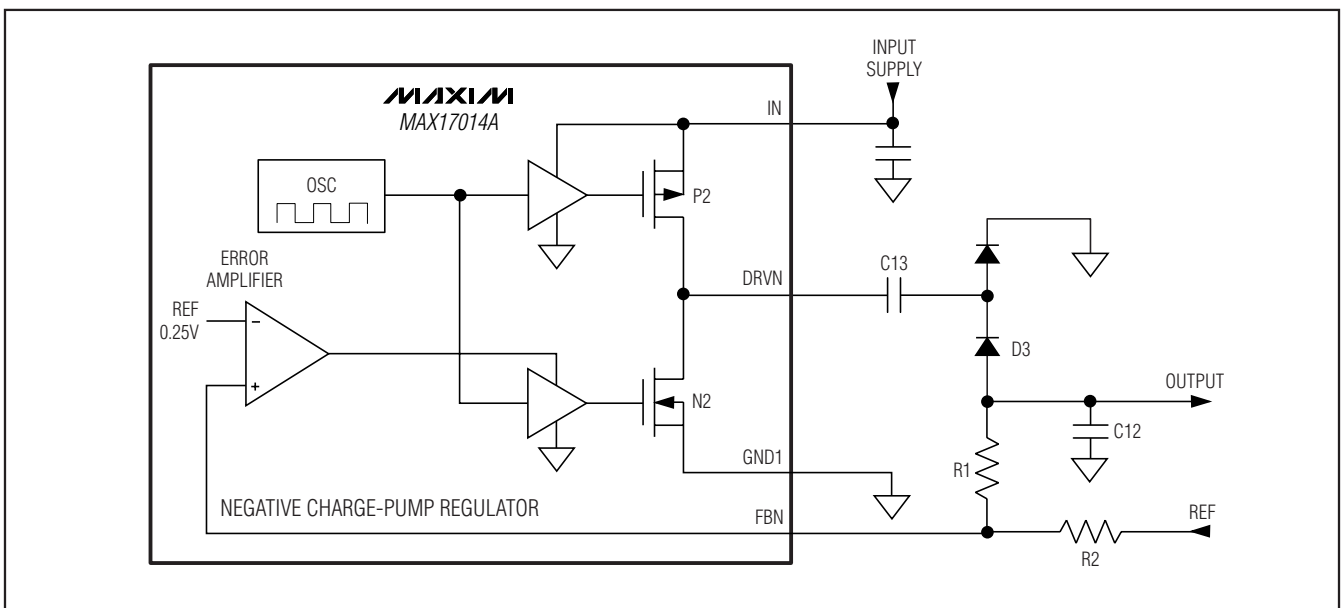 INPUT
SUPPLY
MAXIM
MAX17014A
IN
OSC
P2
ERROR
AMPLIFIER
C13
DRVN
REF
0.25V
−
D3
+
OUTPUT
N2
C12
GND1
R1
NEGATIVE CHARGE-PUMP REGULATOR
FBN
REF
R2